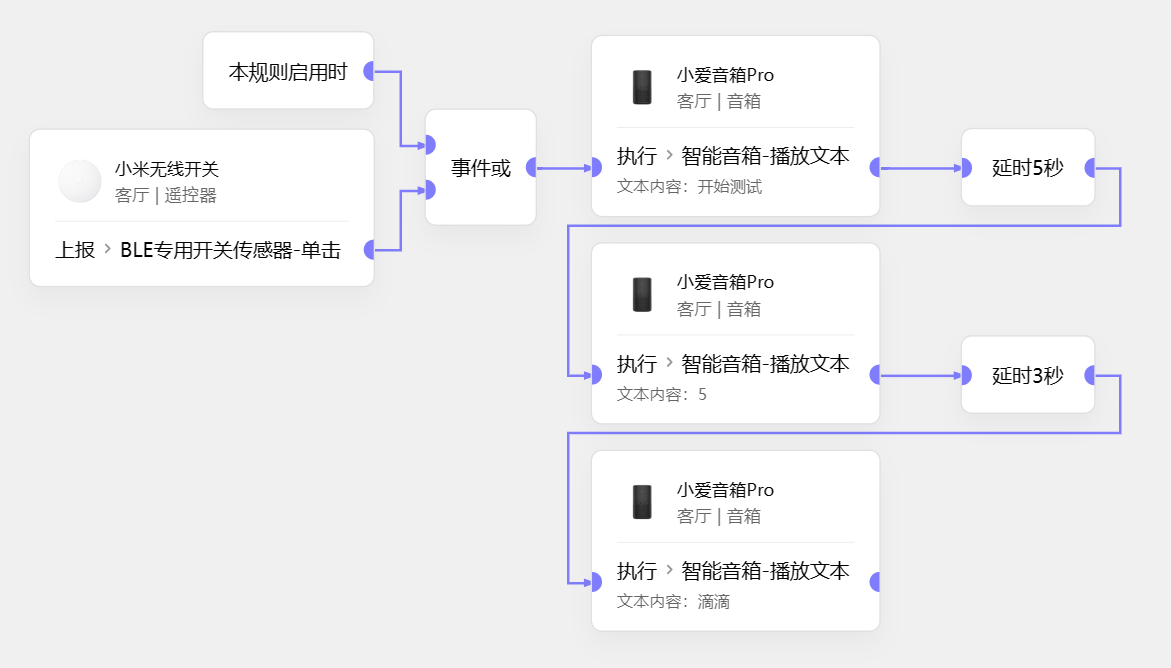 本规则启用时
小米无线开关
客厅 | 遥控器
上报 > BLE专用开关传感器-单击
事件或
小爱音箱Pro
客厅 | 音箱
执行 > 智能音箱-播放文本
文本内容：开始测试
延时5秒
小爱音箱Pro
客厅 | 音箱
执行 > 智能音箱-播放文本
文本内容：5
延时3秒
小爱音箱Pro
客厅 | 音箱
执行 > 智能音箱-播放文本
文本内容：滴滴